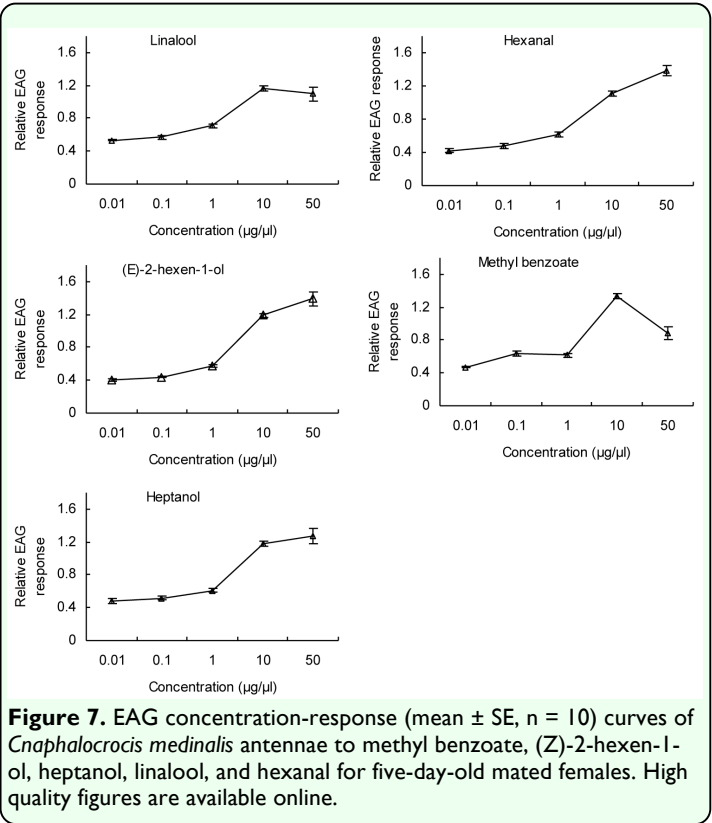 Linalool
Relative EAG
response
1.6
1.2
0.8
0.4
0
0.01 0.1 1 10 50
Concentration (µg/µl)
Hexanal
Relative EAG response
1.6
1.2
0.8
0.4
0
0.01 0.1 1 10 50
Concentration (µg/µl)
(E)-2-hexen-1-ol
Relative EAG
response
1.6
1.2
0.8
0.4
0
0.01 0.1 1 10 50
Concentration (µg/µl)
Methyl benzoate
Relative EAG
response
1.6
1.2
0.8
0.4
0
0.01 0.1 1 10 50
Concentration (µg/µl)
Heptanol
Relative EAG
response
1.6
1.2
0.8
0.4
0
0.01 0.1 1 10 50
Concentration (µg/µl)
Figure 7. EAG concentration-response (mean ± SE, n = 10) curves of
Cnaphalocrocis medinalis antennae to methyl benzoate, (Z)-2-hexen-1-
ol, heptanol, linalool, and hexanal for five-day-old mated females. High
quality figures are available online.